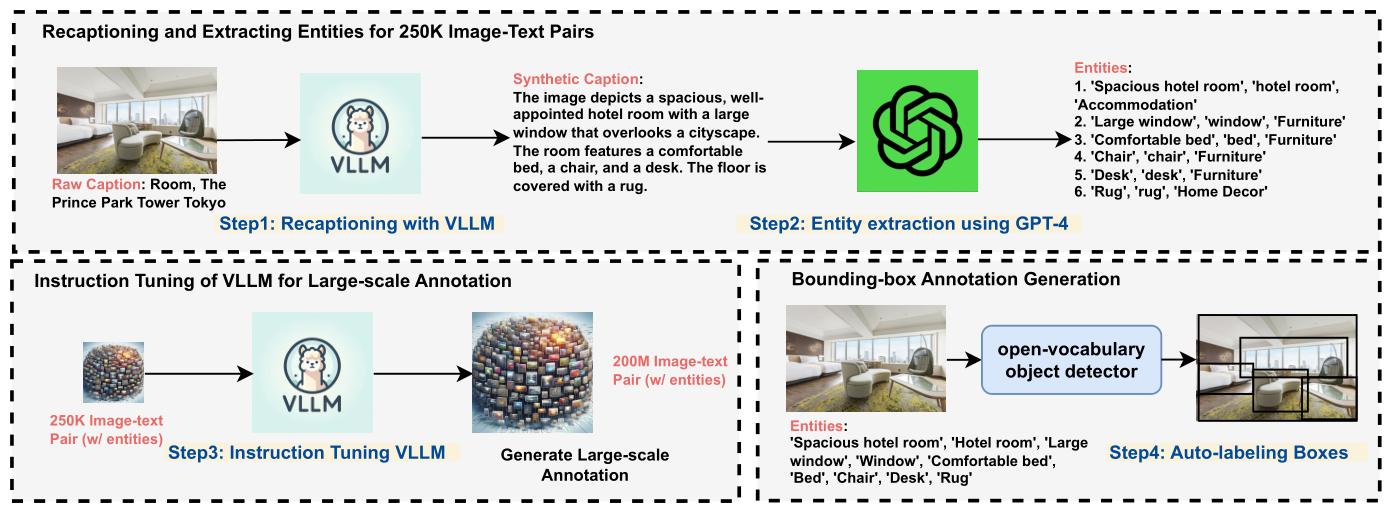 Recaptioning and Extracting Entities for 250K Image-Text Pairs
Raw Caption: Room, The
Prince Park Tower Tokyo
VLLM
Step1: Recaptioning with VLLM
Synthetic Caption:
The image depicts a spacious, well-
appointed hotel room with a large
window that overlooks a cityscape.
The room features a comfortable
bed, a chair, and a desk. The floor is
covered with a rug.
Step2: Entity extraction using GPT-4
Entities:
1. 'Spacious hotel room', 'hotel room',
'Accommodation'
2. 'Large window', 'window', 'Furniture'
3. 'Comfortable bed', 'bed', 'Furniture'
4. 'Chair', 'chair', 'Furniture'
5. 'Desk', 'desk', 'Furniture'
6. 'Rug', 'rug', 'Home Decor'
Instruction Tuning of VLLM for Large-scale Annotation
250K Image-text
Pair (w/ entities)
VLLM
Step3: Instruction Tuning VLLM
200M Image-text
Pair (w/ entities)
Generate Large-scale
Annotation
Bounding-box Annotation Generation
open-vocabulary
object detector
Entities:
'Spacious hotel room', 'Hotel room', 'Large
window', 'Window', 'Comfortable bed',
'Bed', 'Chair', 'Desk', 'Rug'
Step4: Auto-labeling Boxes